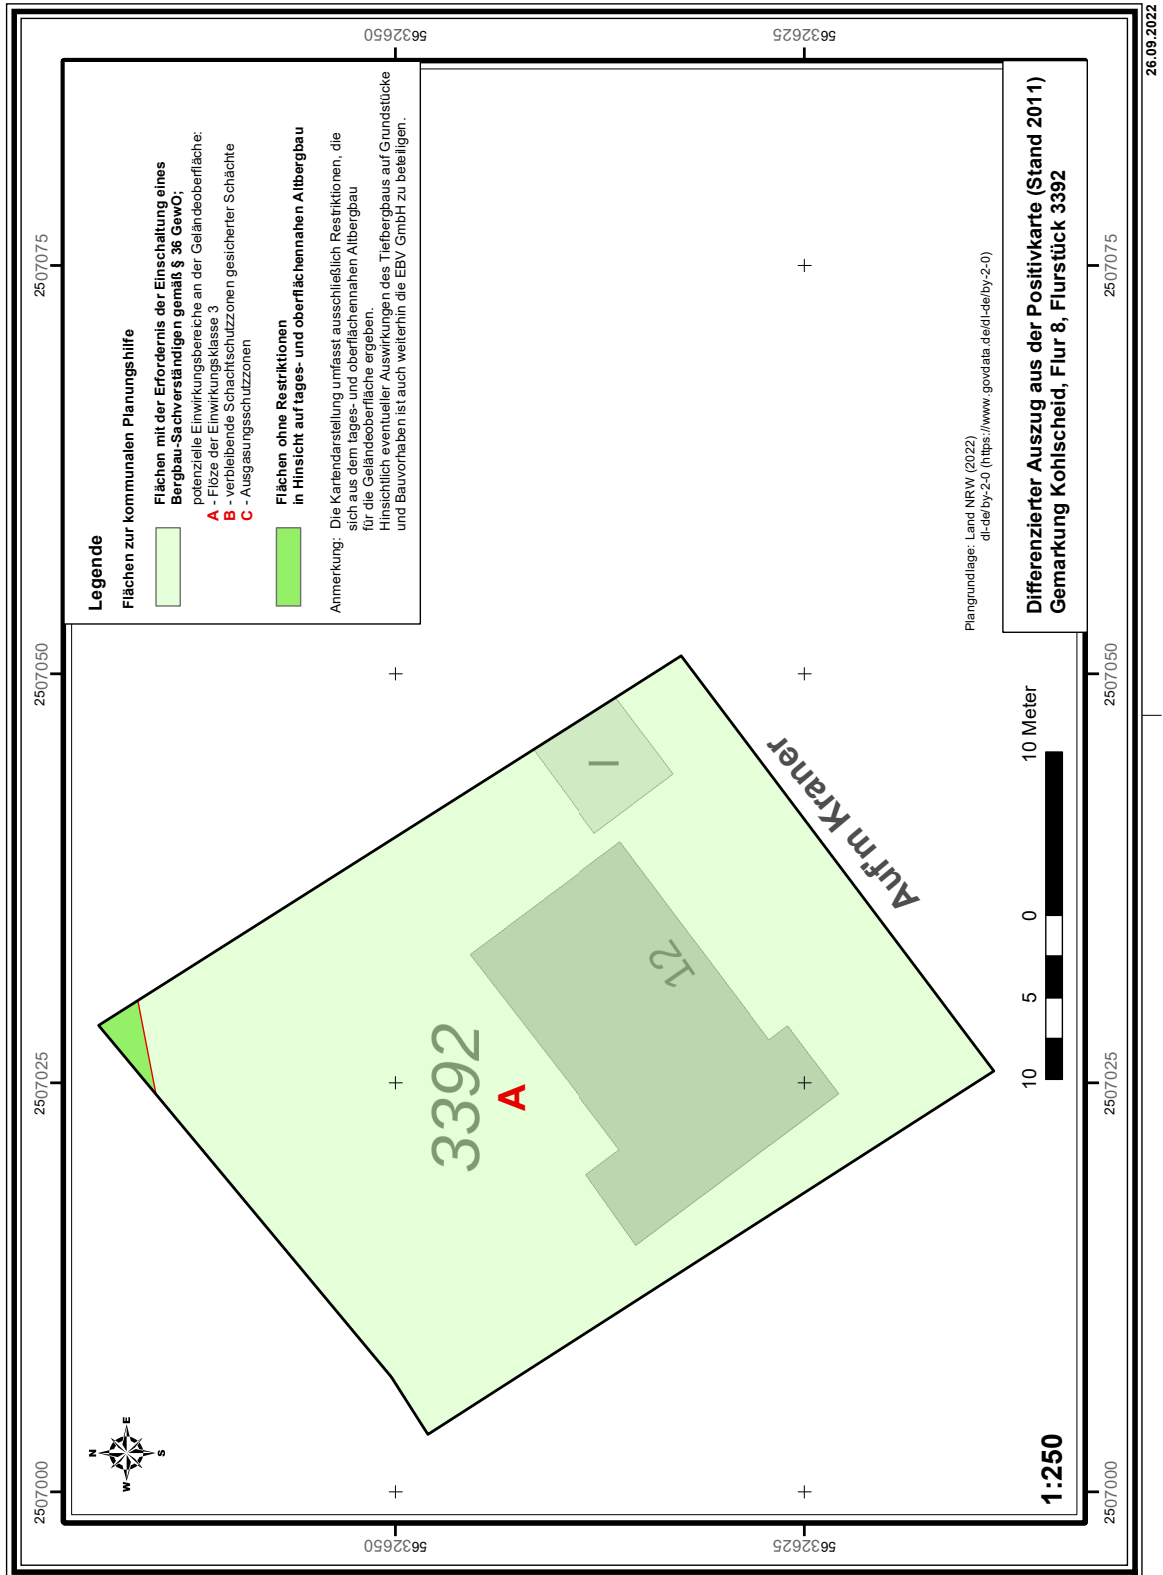 26.09.2022
2507000
2507025
2507050
2507075
5632650
5632650
5632625
5632625
N
W
E
S
Legende
Flächen zur kommunalen Planungshilfe
Flächen mit der Erfordernis der Einschaltung eines
Bergbau-Sachverständigen gemäß § 36 GewO;
potenzielle Einwirkungsbereiche an der Geländeoberfläche:
A - Flöze der Einwirkungsklasse 3
B - verbleibende Schachtschutzzonen gesicherter Schächte
C - Ausgasungsschutzzonen
Flächen ohne Restriktionen
in Hinsicht auf tages- und oberflächennahen Altbergbau
Anmerkung: Die Kartendarstellung umfasst ausschließlich Restriktionen, die
sich aus dem tages- und oberflächennahen Altbergbau
für die Geländeoberfläche ergeben.
Hinsichtlich eventueller Auswirkungen des Tiefbergbaus auf Grundstücke
und Bauvorhaben ist auch weiterhin die EBV GmbH zu beteiligen.
3392
A
12
I
Auf'm Kraner
Plangrundlage: Land NRW (2022)
dl-de/by-2-0 (https://www.govdata.de/dl-de/by-2-0)
1:250
10 5 0 10 Meter
Differenzierter Auszug aus der Positivkarte (Stand 2011)
Gemarkung Kohlscheid, Flur 8, Flurstück 3392
2507000
2507025
2507050
2507075